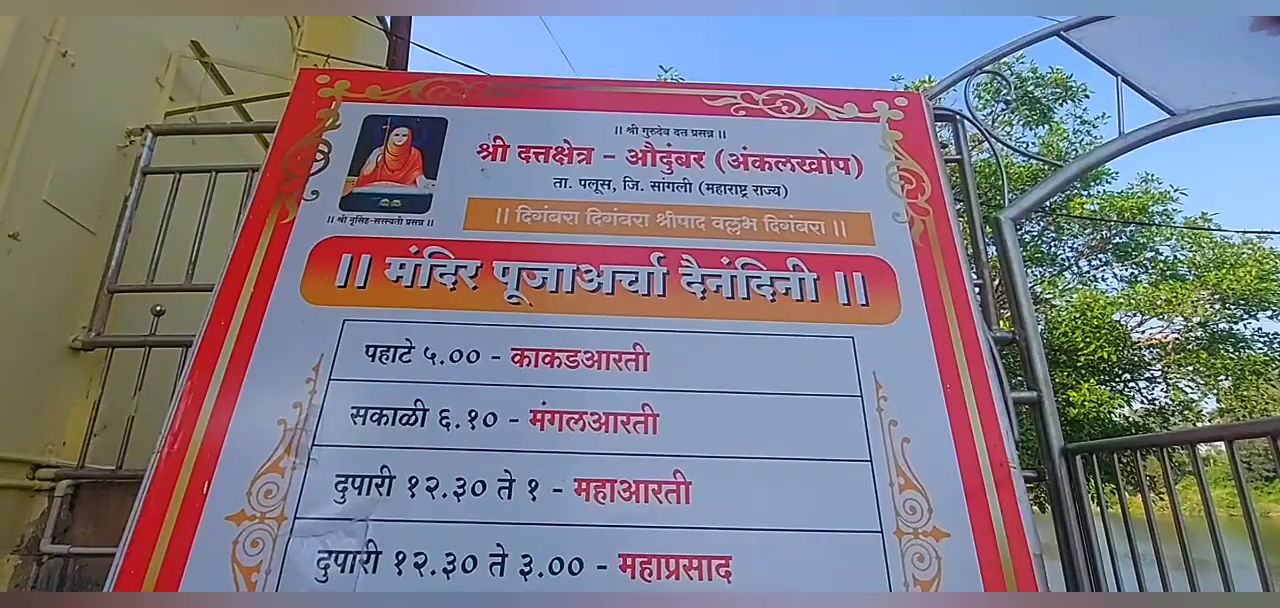 || श्री गुरुदेव दत्त प्रसन्न ||
श्री दत्तक्षेत्र - औदुंबर (अंकलखोप)
ता. पलूस, जि. सांगली (महाराष्ट्र राज्य)
|| श्री नृसिंह-सरस्वती प्रसन्न ||
|| दिगंबरा दिगंबरा श्रीपाद वल्लभ दिगंबरा ||
|| मंदिर पूजाअर्चा दैनंदिनी ||
पहाटे ५.०० - काकडआरती
सकाळी ६.१० - मंगलआरती
दुपारी १२.३० ते १ - महाआरती
दुपारी १२.३० ते ३.०० - महाप्रसाद